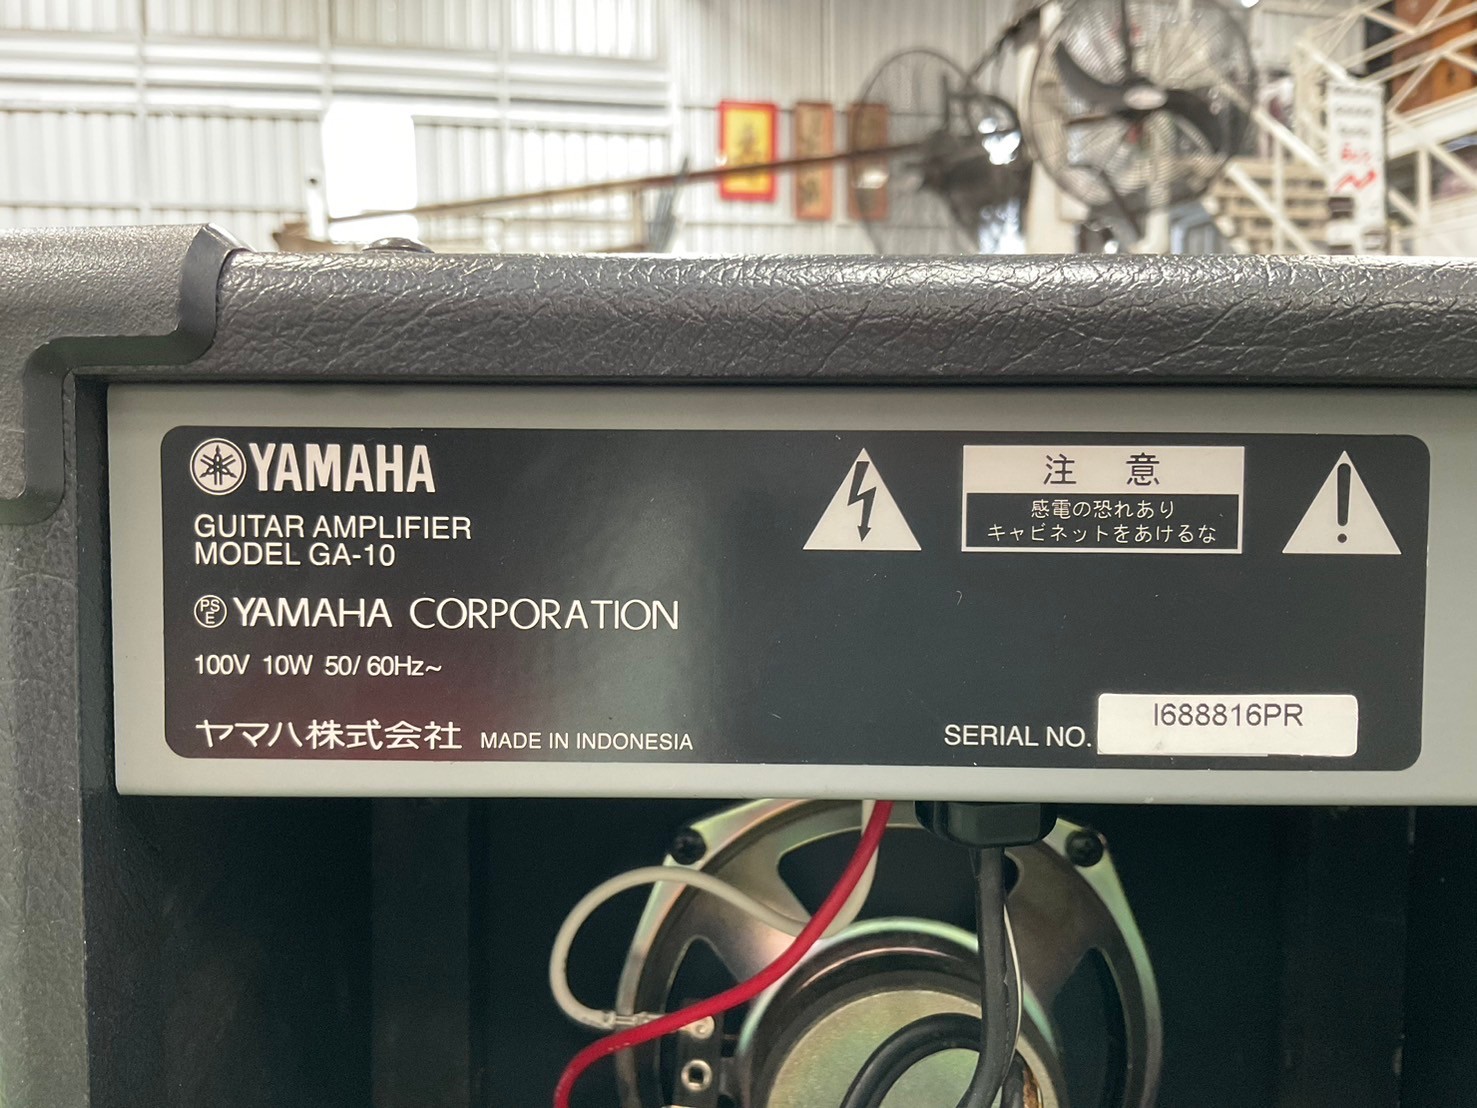 YAMAHA
GUITAR AMPLIFIER
MODEL GA-10
PS E YAMAHA CORPORATION
100V 10W 50/60Hz~
ヤマハ株式会社 MADE IN INDONESIA
注 意
感電の恐れあり
キャビネットをあけるな
SERIAL NO. I688816PR